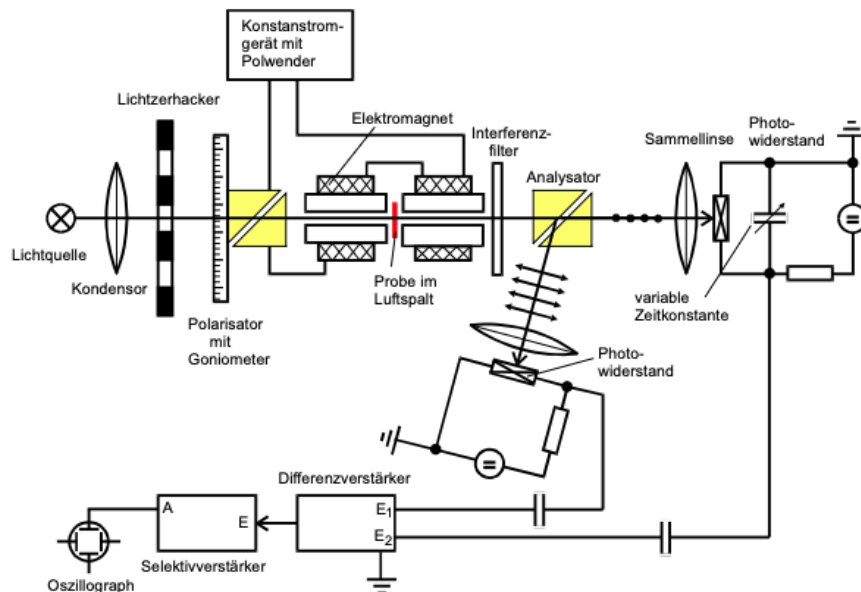 Konstanstrom-
gerät mit
Polwender
Lichtzerhacker
Elektromagnet
Interferenz-
filter
Analysator
Sammellinse
Photo-
widerstand
Lichtquelle
Kondensor
Polarisator
mit
Goniometer
Probe im
Luftspalt
variable
Zeitkonstante
Photo-
widerstand
Differenzverstärker
A
E
E1
E2
Selektivverstärker
Oszillograph